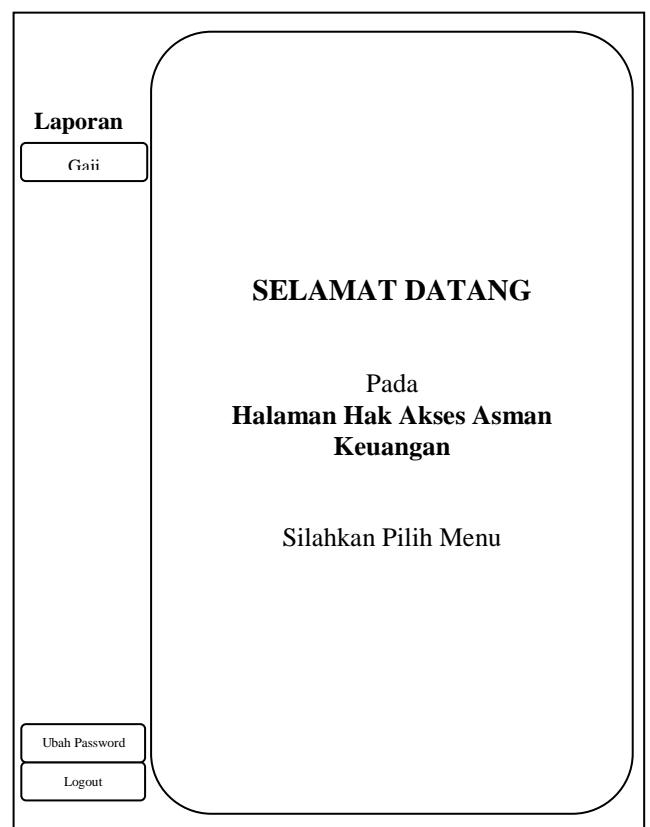 Laporan
Gaji
SELAMAT DATANG
Pada
Halaman Hak Akses Asman
Keuangan
Silahkan Pilih Menu
Ubah Password
Logout